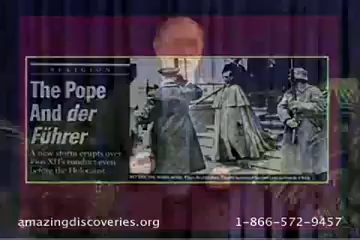 RELIGION
The Pope
And der
Führer
A new storm erupts over
Pius XII's conduct even
before the Holocaust
amazingdiscoveries.org
1-866-572-9457